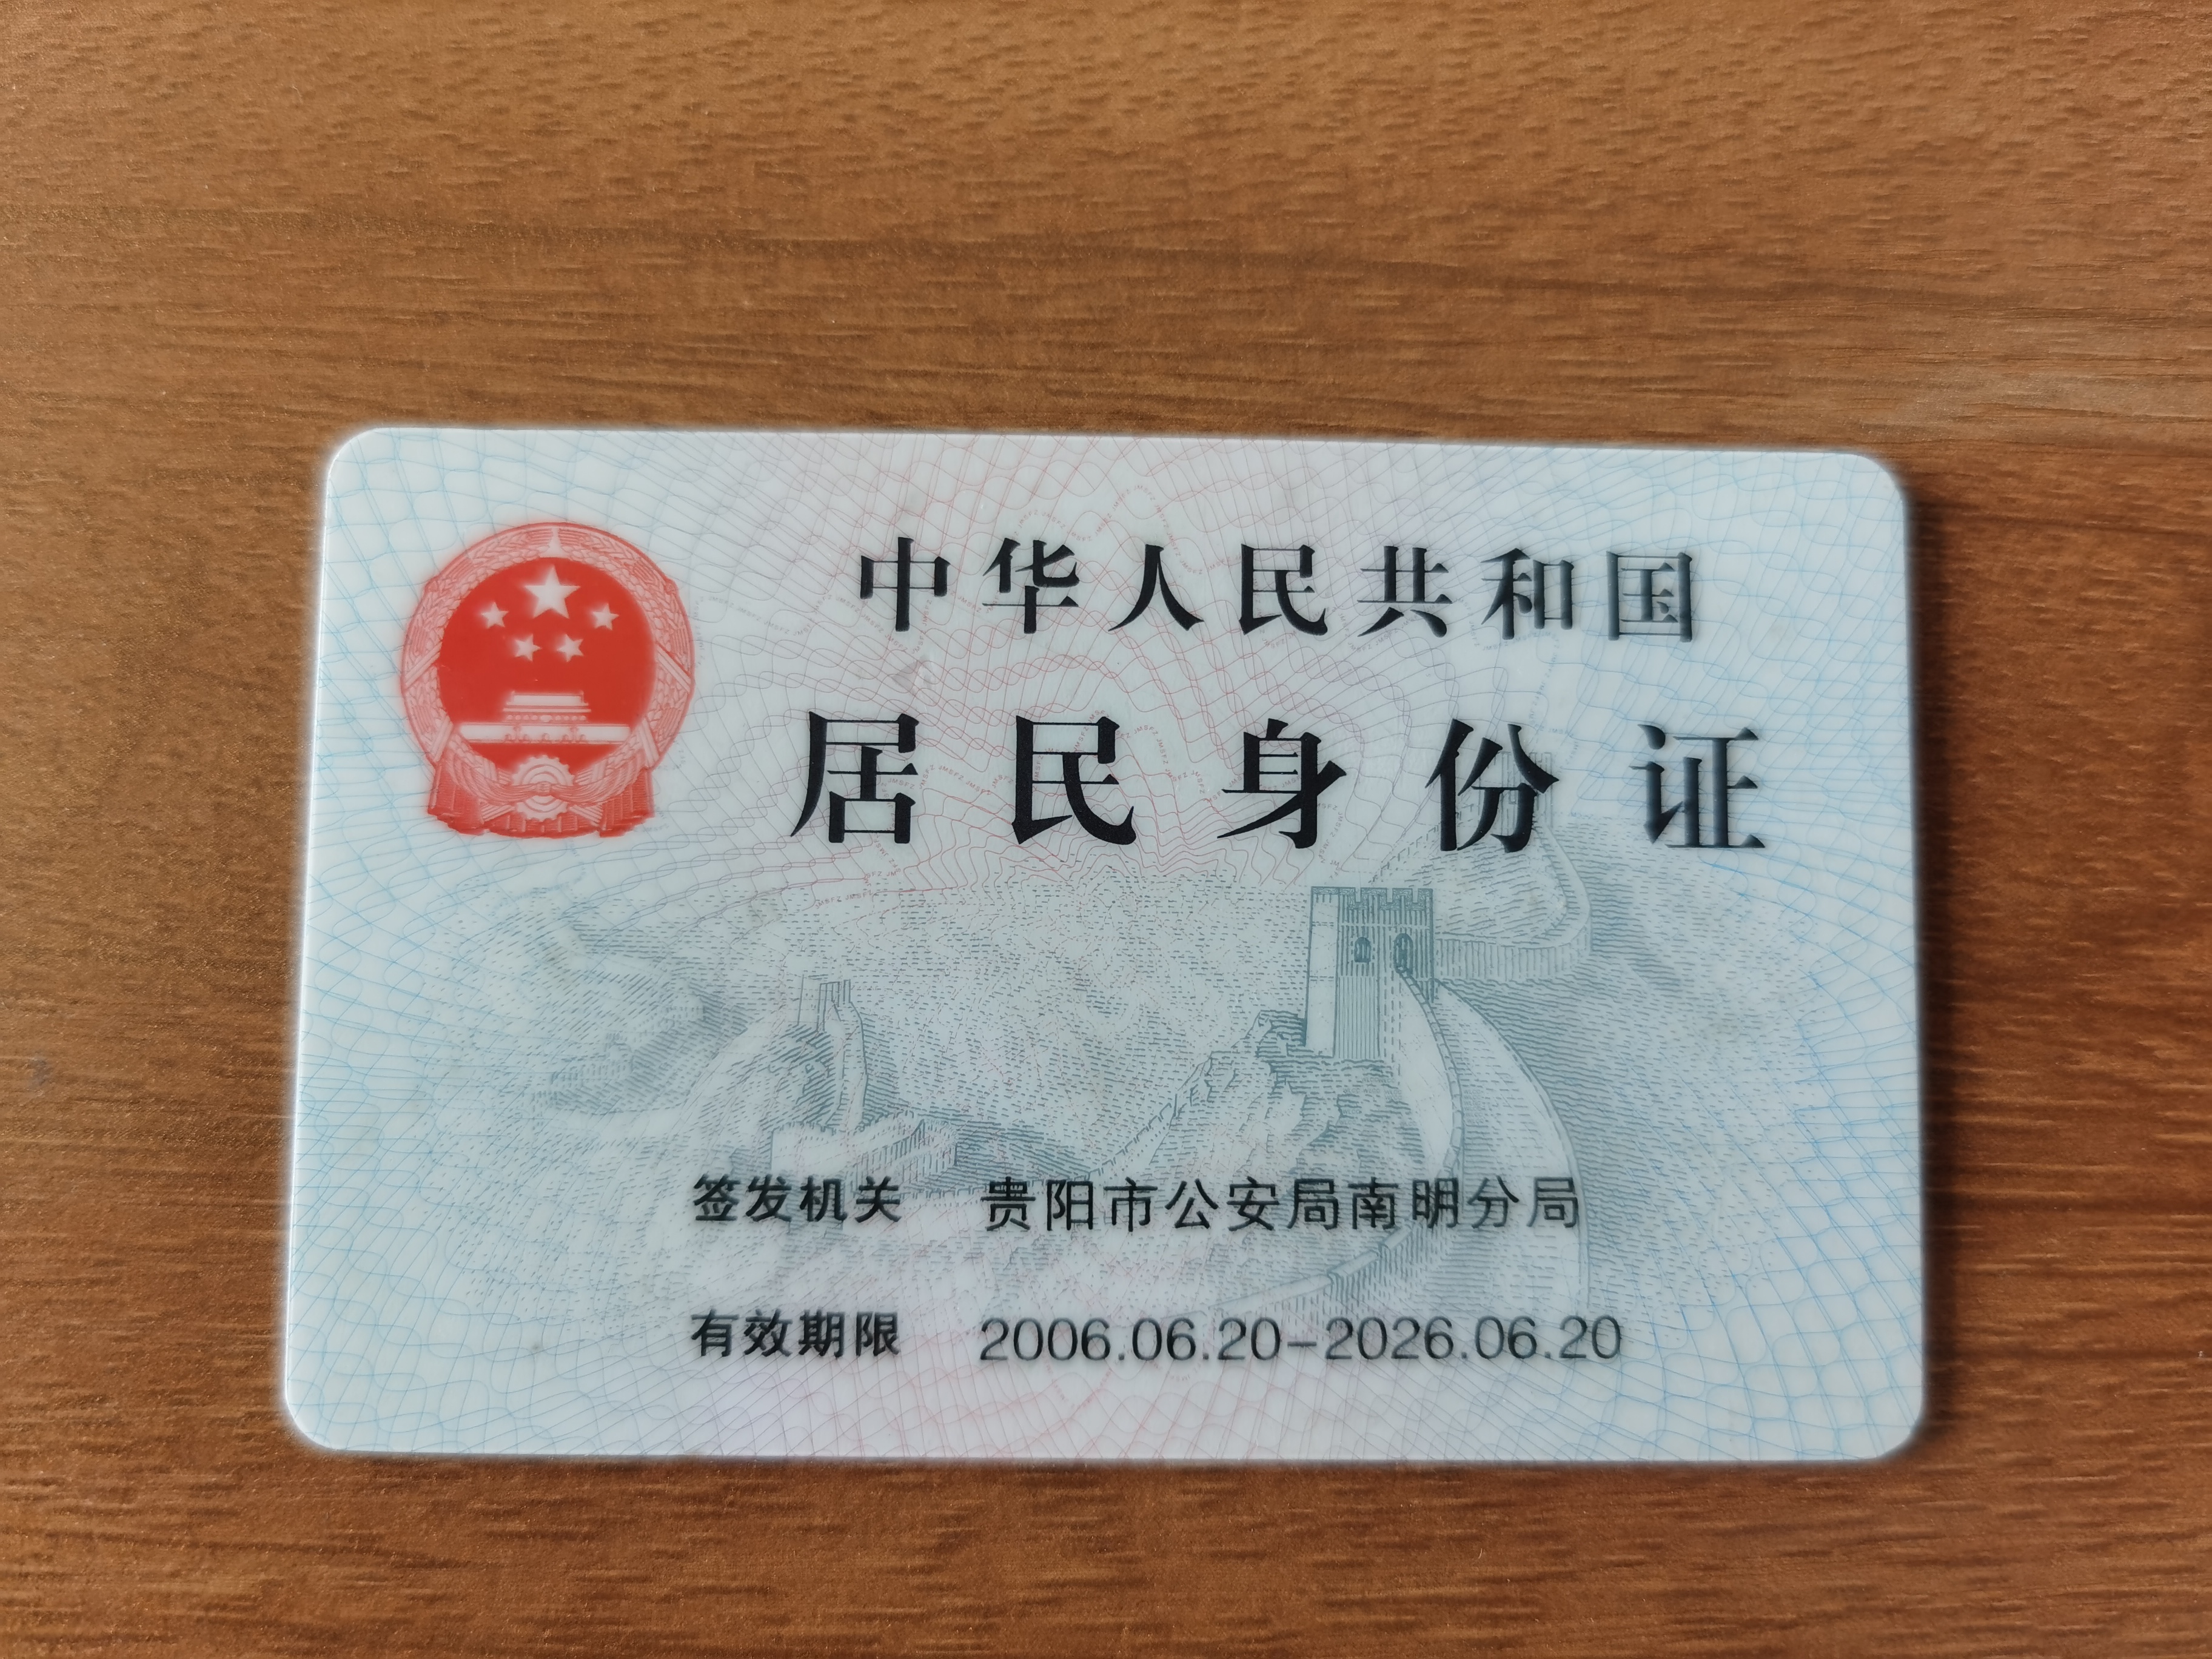 中华人民共和国
居民身份证
签发机关 贵阳市公安局南明分局
有效期限 2006.06.20-2026.06.20